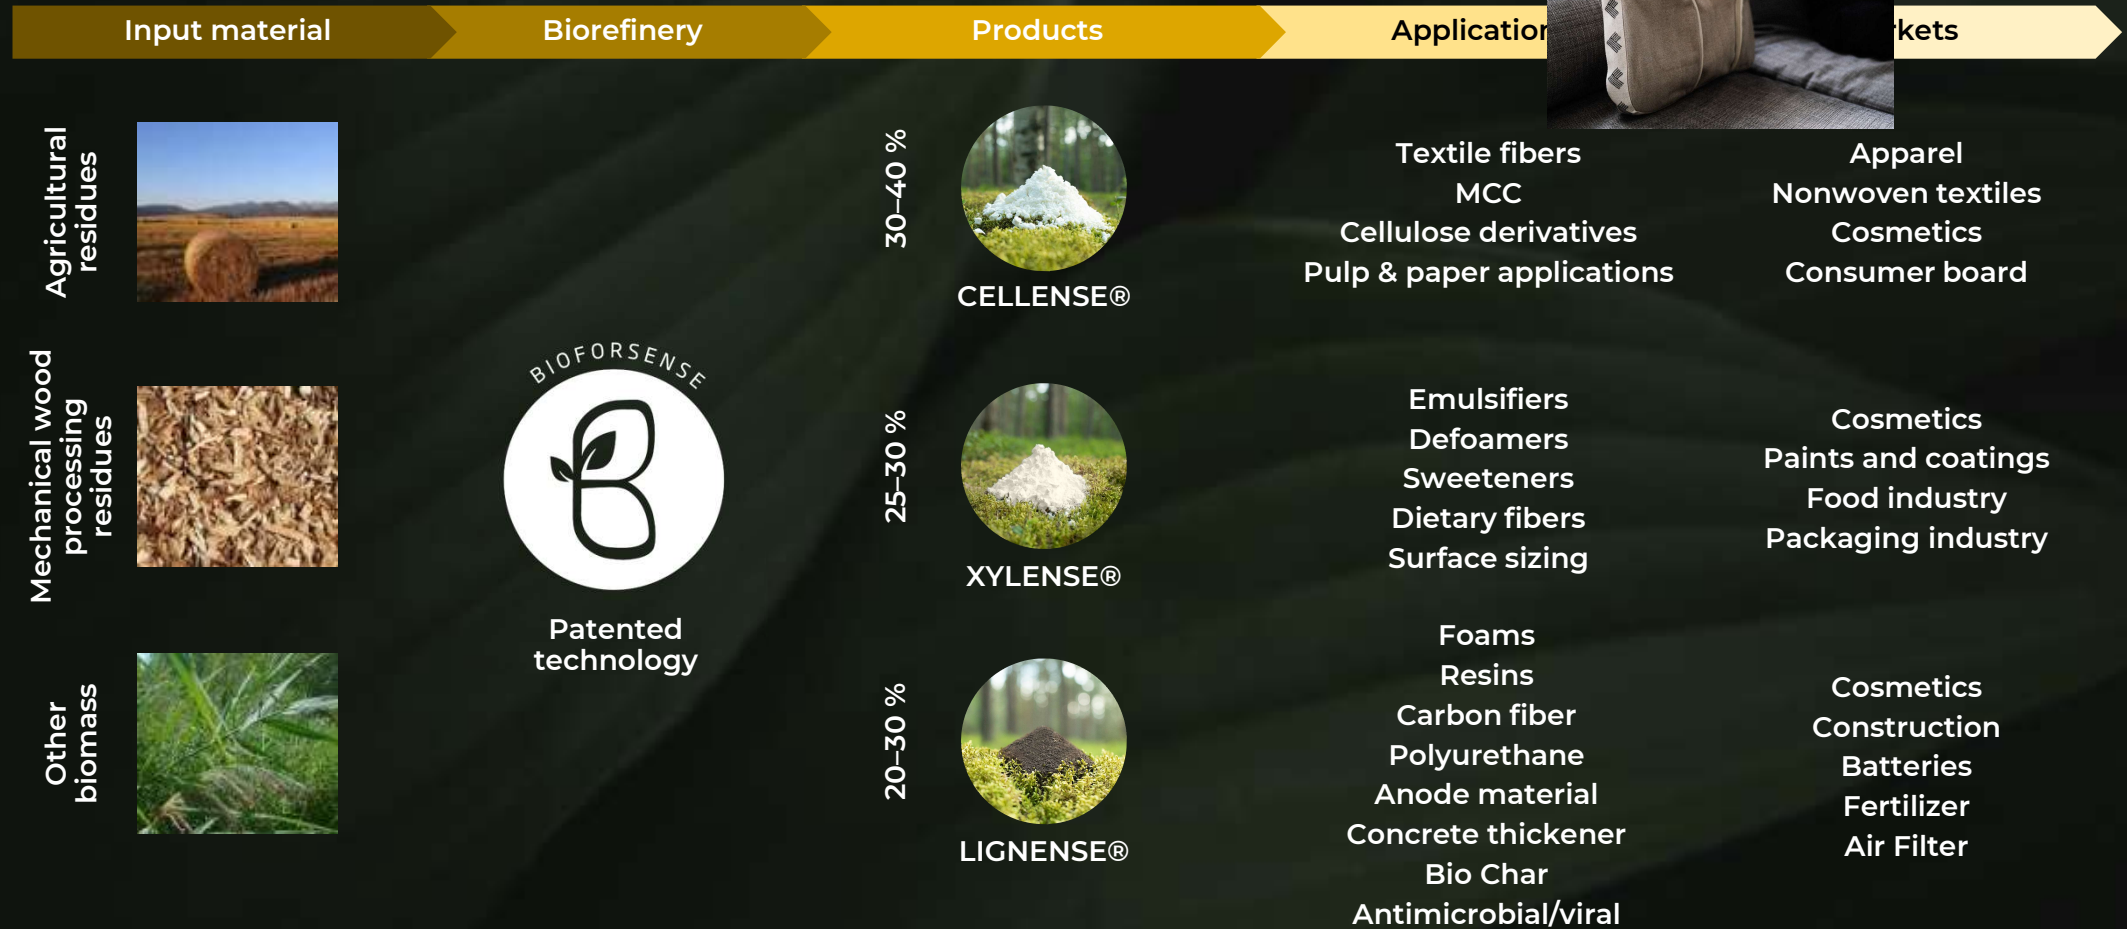 Input material
Biorefinery
Products
Application
kets
Agricultural
residues
Mechanical wood
processing
residues
Other
biomass
BIOFORSENSE
Patented
technology
30–40 %
CELLENSE®
25–30 %
XYLENSE®
20–30 %
LIGNENSE®
Textile fibers
MCC
Cellulose derivatives
Pulp & paper applications
Emulsifiers
Defoamers
Sweeteners
Dietary fibers
Surface sizing
Foams
Resins
Carbon fiber
Polyurethane
Anode material
Concrete thickener
Bio Char
Antimicrobial/viral
Apparel
Nonwoven textiles
Cosmetics
Consumer board
Cosmetics
Paints and coatings
Food industry
Packaging industry
Cosmetics
Construction
Batteries
Fertilizer
Air Filter